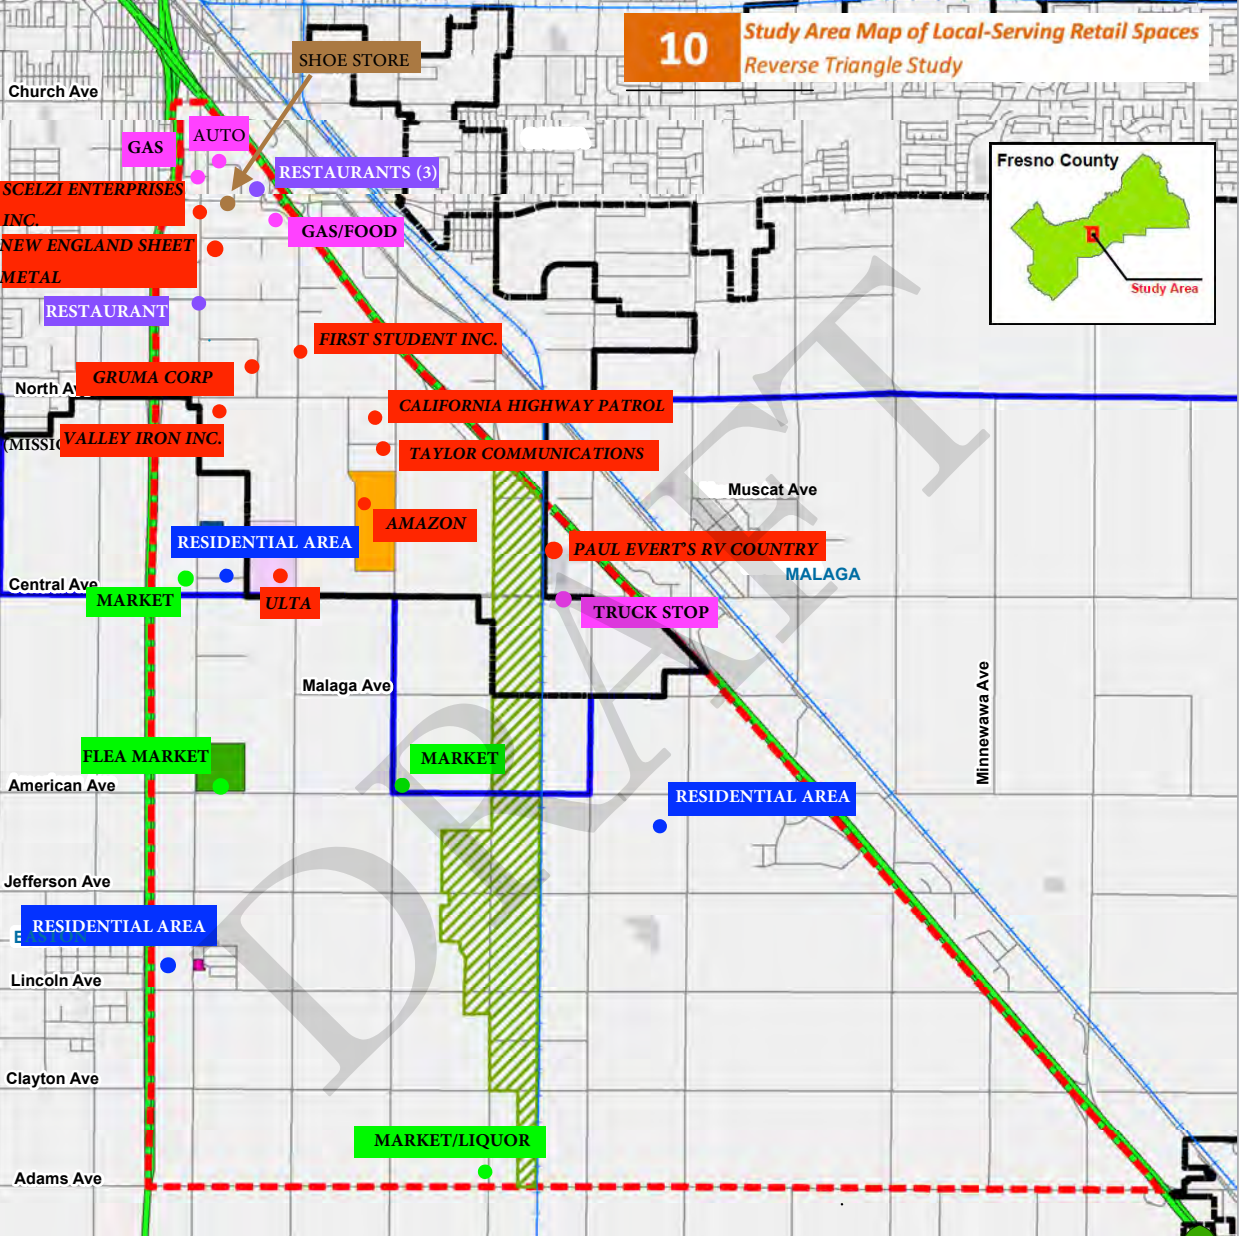 10
Study Area Map of Local-Serving Retail Spaces
Reverse Triangle Study
SHOE STORE
Church Ave
GAS
AUTO
Fresno County
RESTAURANTS (3)
SCELZI ENTERPRISES
INC.
GAS/FOOD
NEW ENGLAND SHEET
METAL
Study Area
RESTAURANT
FIRST STUDENT INC.
GRUMA CORP
North Av
CALIFORNIA HIGHWAY PATROL
VALLEY IRON INC.
TAYLOR COMMUNICATIONS
Muscat Ave
AMAZON
RESIDENTIAL AREA
PAUL EVERT'S RV COUNTRY
MALAGA
Central Ave
MARKET
ULTA
TRUCK STOP
Malaga Ave
Minnewawa Ave
FLEA MARKET
MARKET
American Ave
RESIDENTIAL AREA
Jefferson Ave
RESIDENTIAL AREA
EASTON
Lincoln Ave
Clayton Ave
MARKET/LIQUOR
Adams Ave
DRAFT